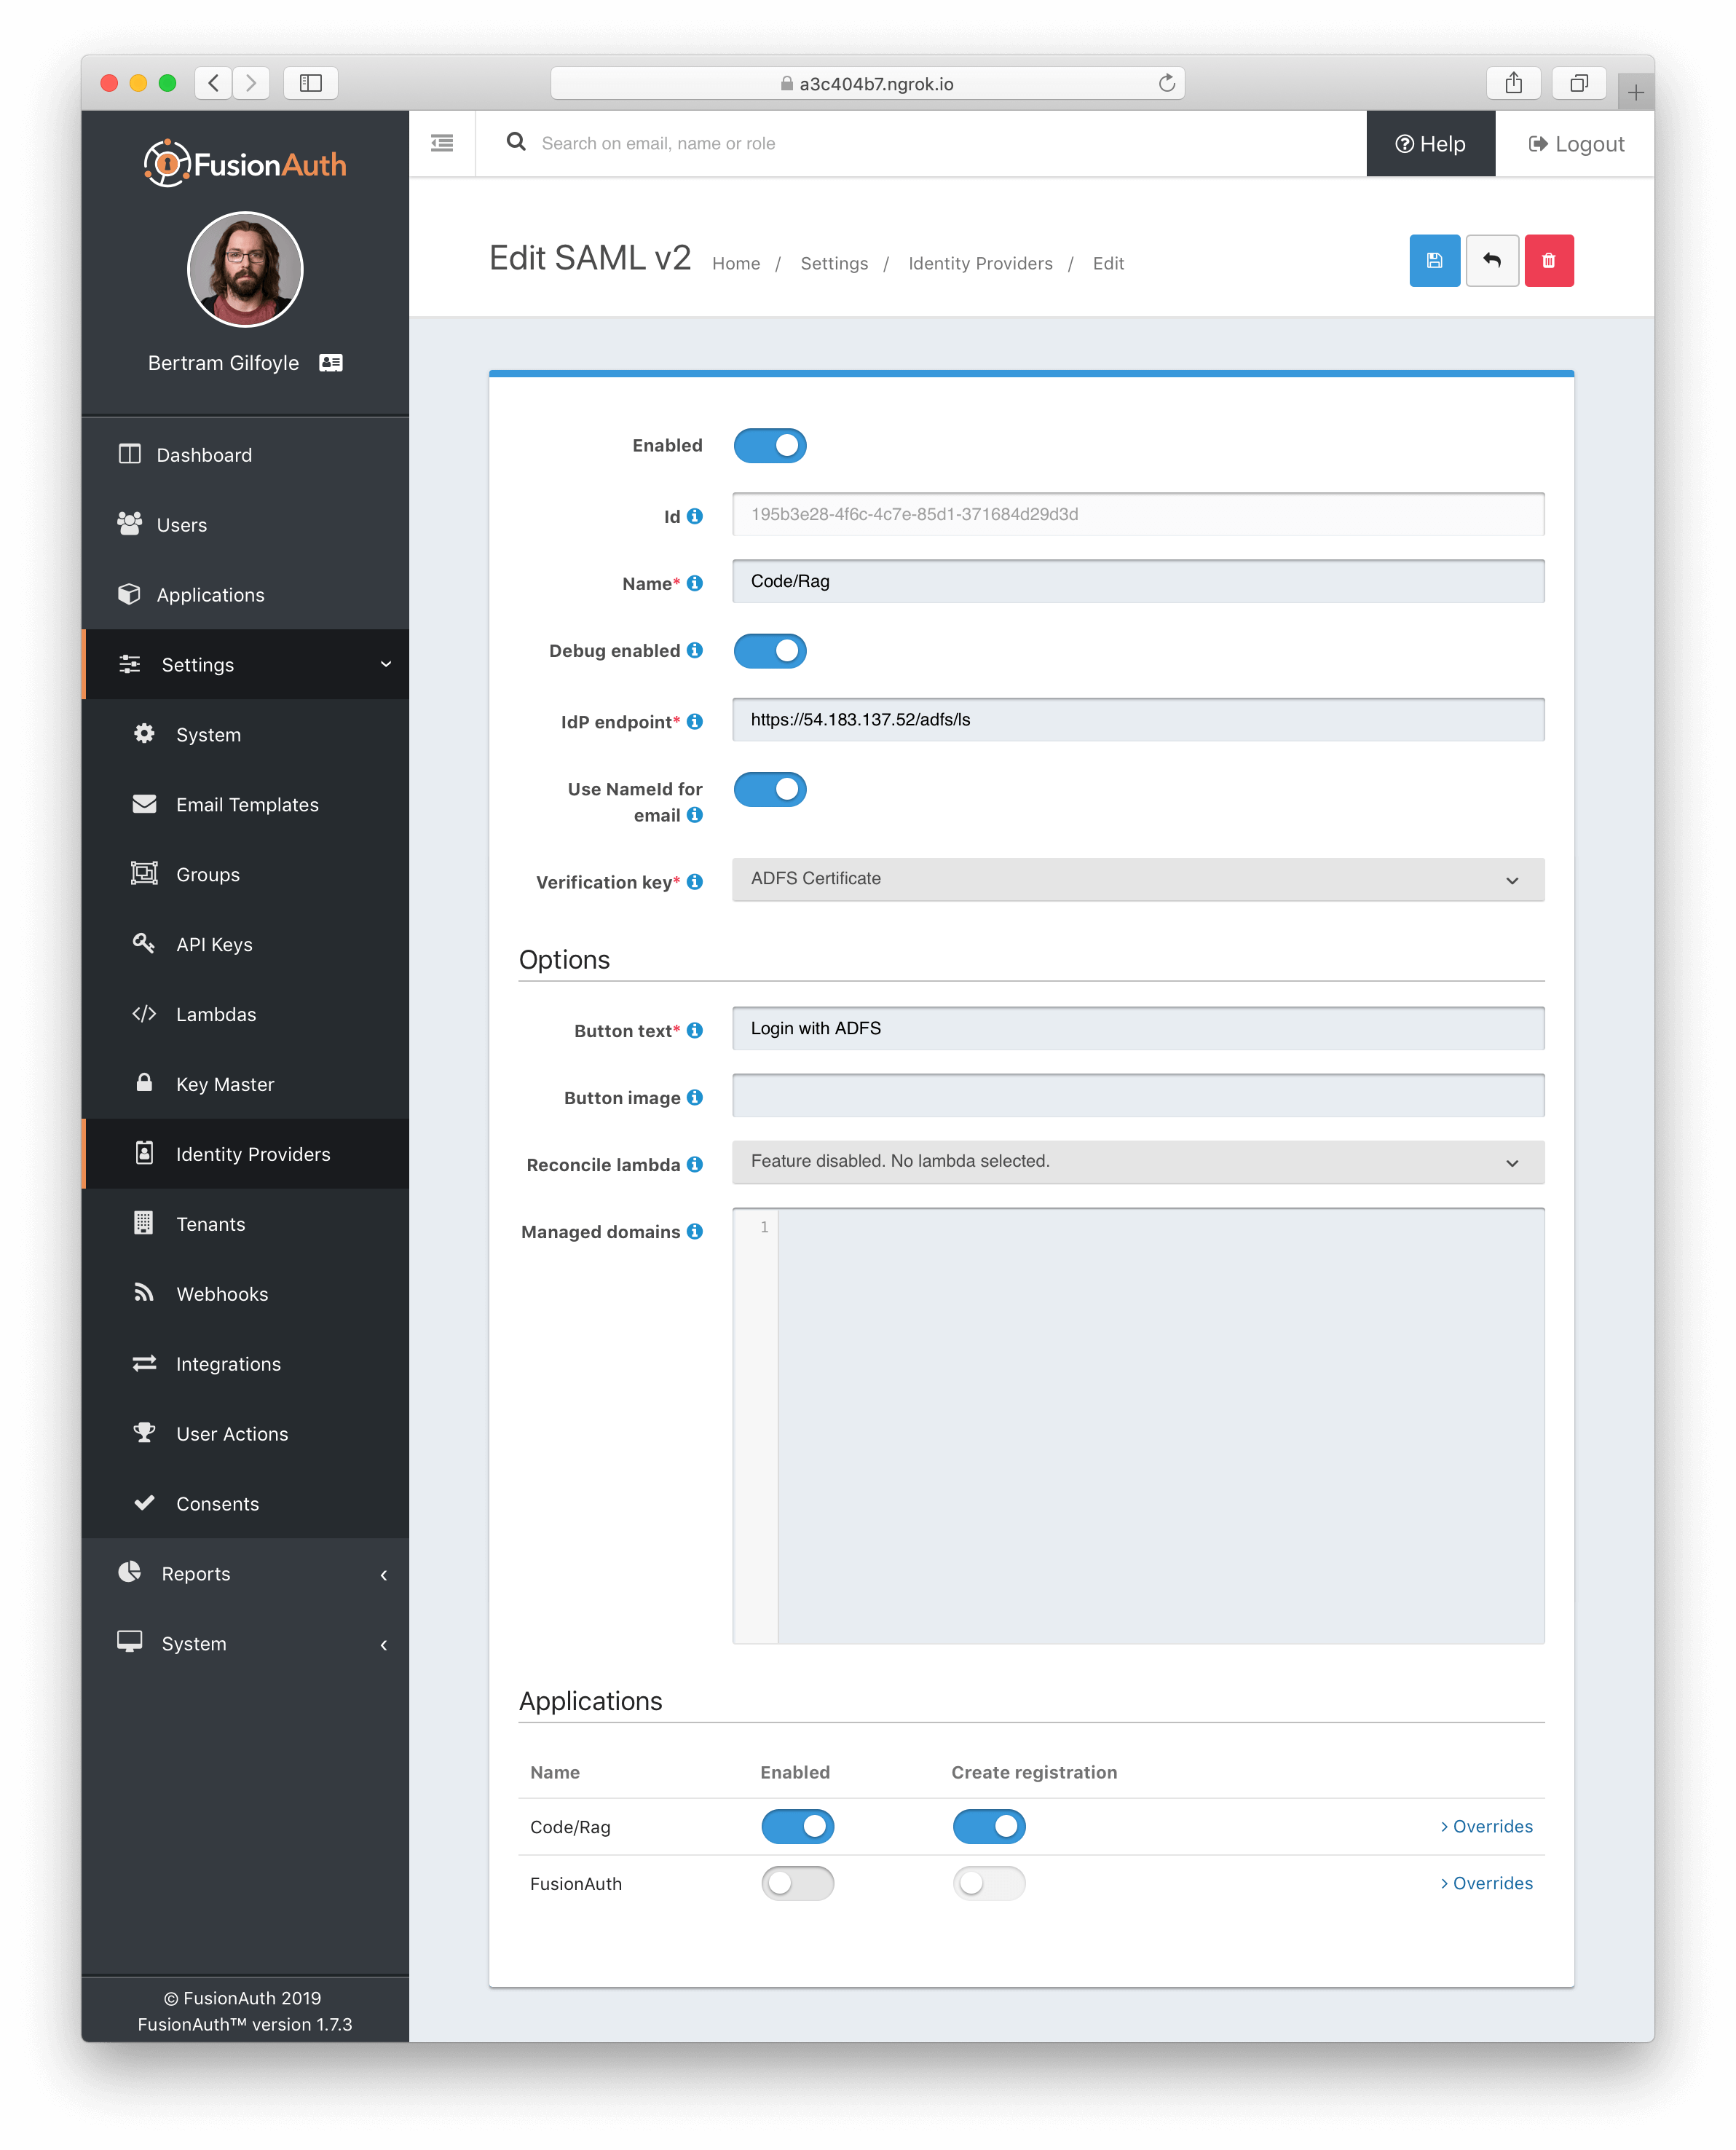 a3c404b7.ngrok.io
FusionAuth
Search on email, name or role
Help
Logout
Bertram Gilfoyle
Dashboard
Users
Applications
Settings
System
Email Templates
Groups
API Keys
Lambdas
Key Master
Identity Providers
Tenants
Webhooks
Integrations
User Actions
Consents
Reports
System
© FusionAuth 2019
FusionAuth™ version 1.7.3
Edit SAML v2
Home / Settings / Identity Providers / Edit
Enabled
Id
195b3e28-4f6c-4c7e-85d1-371684d29d3d
Name*
Code/Rag
Debug enabled
IdP endpoint*
https://54.183.137.52/adfs/ls
Use NameId for
email
Verification key*
ADFS Certificate
Options
Button text*
Login with ADFS
Button image
Reconcile lambda
Feature disabled. No lambda selected.
Managed domains
1
Applications
Name Enabled Create registration
Code/Rag > Overrides
FusionAuth > Overrides